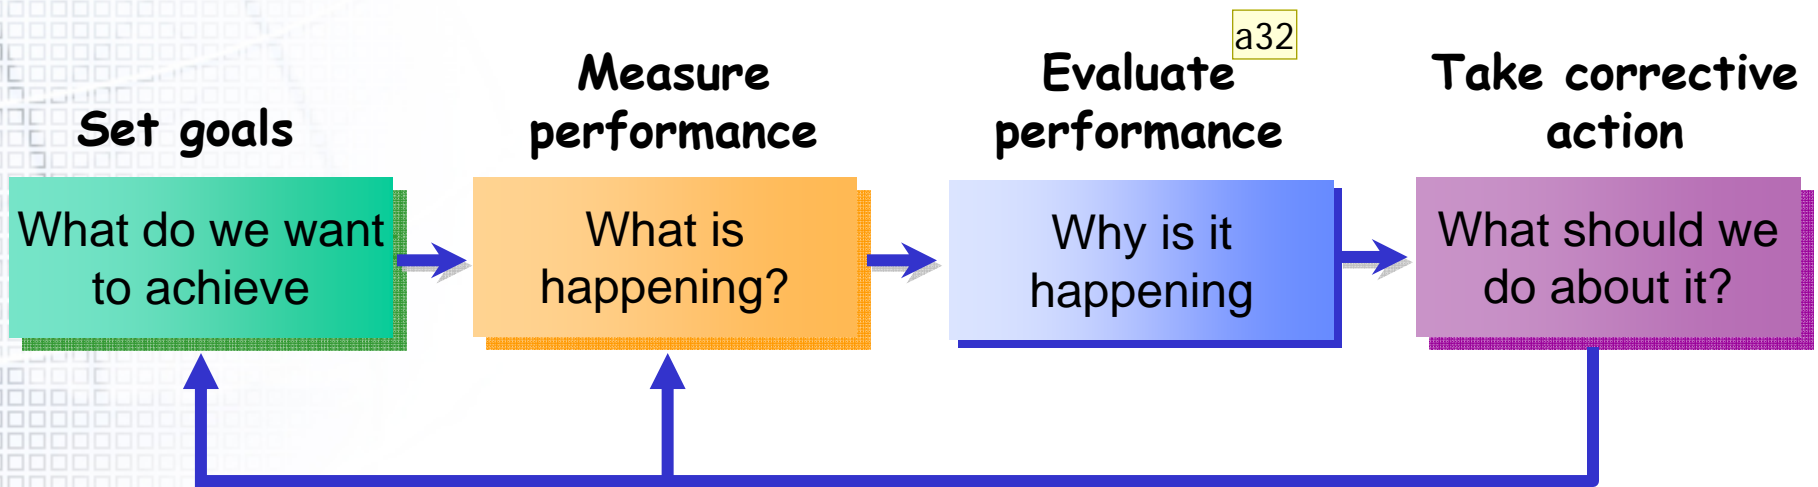 Set goals
What do we want
to achieve
Measure
performance
What is
happening?
a32
Evaluate
performance
Why is it
happening
Take corrective
action
What should we
do about it?